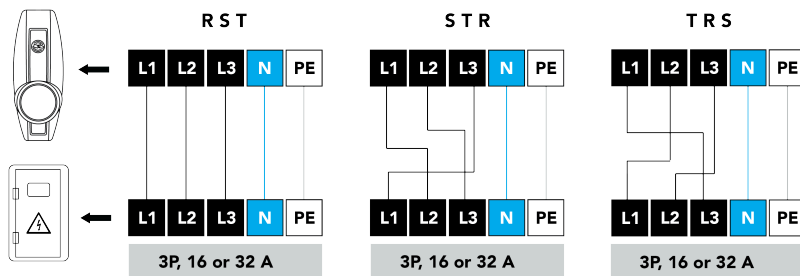 R S T S T R T R S
L1 L2 L3 N PE L1 L2 L3 N PE L1 L2 L3 N PE
L1 L2 L3 N PE L1 L2 L3 N PE L1 L2 L3 N PE
3P, 16 or 32 A 3P, 16 or 32 A 3P, 16 or 32 A